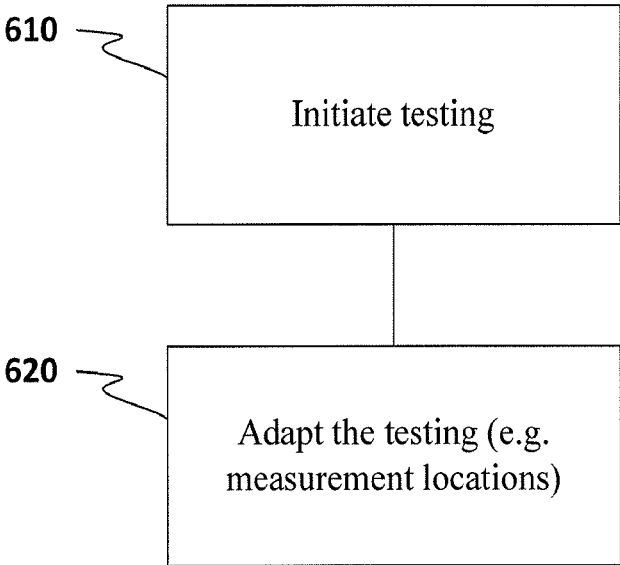 610
Initiate testing
620
Adapt the testing (e.g.
measurement locations)